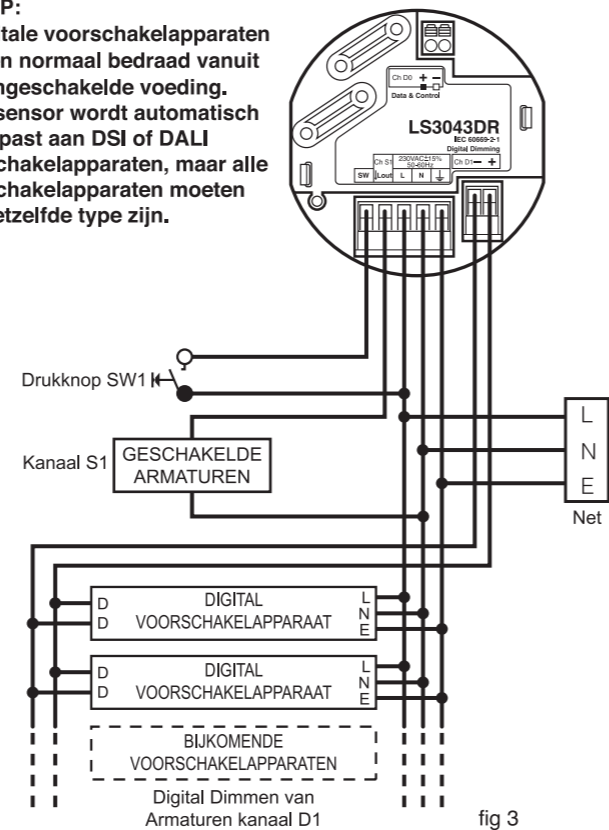 P:
tale voorschakelapparaten
n normaal bedraad vanuit
ngeschakelde voeding.
sensor wordt automatisch
past aan DSI of DALI
chakelapparaten, maar alle
chakelapparaten moeten
etzelfde type zijn.
Ch D0 + −
Data & Control
LS3043DR
IEC 60669-2-1
Digital Dimming
Ch S1 230VAC±15% 50-60Hz Ch D1 − +
SW ↓Lout L N
Drukknop SW1
Kanaal S1
GESCHAKELDE
ARMATUREN
L
N
E
Net
D DIGITAL L
D VOORSCHAKELAPPARAAT N
E
D DIGITAL L
D VOORSCHAKELAPPARAAT N
E
BIJKOMENDE
VOORSCHAKELAPPARATEN
Digital Dimmen van
Armaturen kanaal D1
fig 3